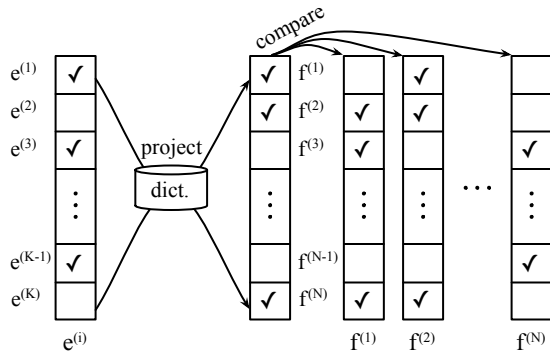 compare
e(1) f(1)
e(2) f(2)
e(3) f(3)
project
dict.
e(K-1) f(N-1)
e(K) f(N)
e(i) f(1) f(2) f(N)